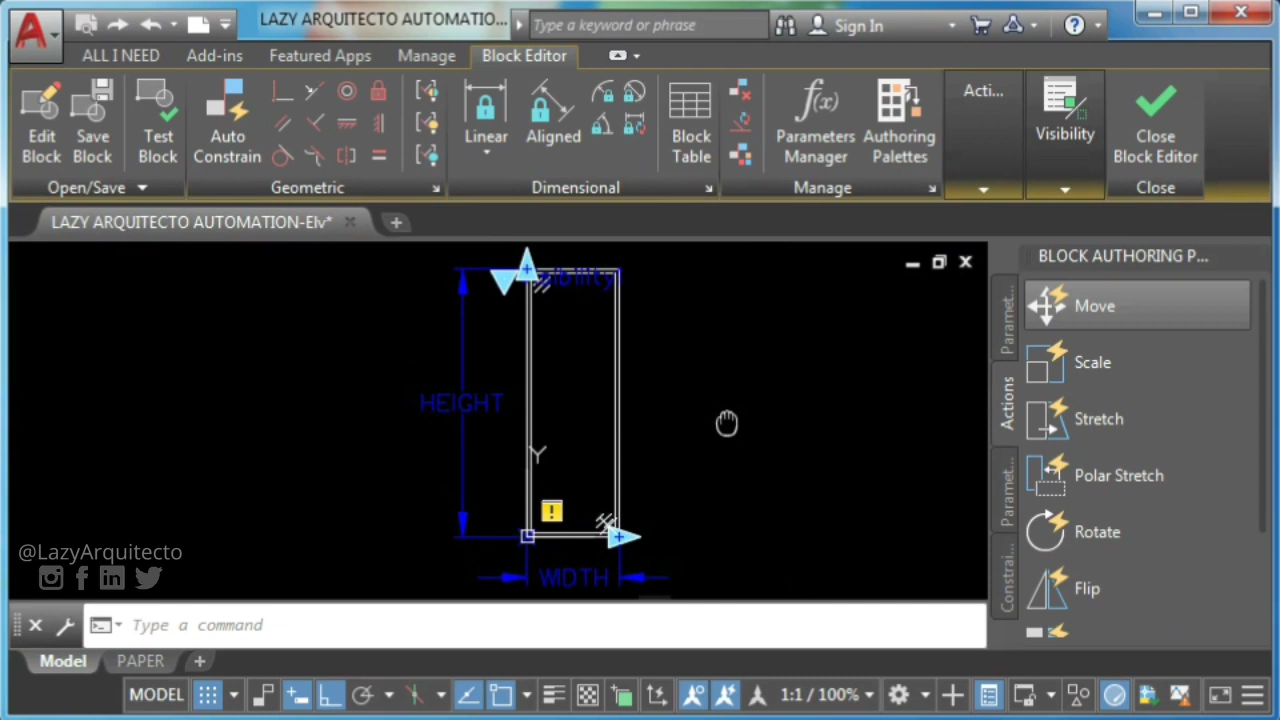 LAZY ARQUITECTO AUTOMATIO...
Type a keyword or phrase
Sign In
ALL I NEED
Add-ins
Featured Apps
Manage
Block Editor
Edit Block
Save Block
Test Block
Auto Constrain
Linear
Aligned
Block Table
Parameters Manager
Authoring Palettes
Acti...
Visibility
Close Block Editor
Open/Save
Geometric
Dimensional
Manage
Close
LAZY ARQUITECTO AUTOMATION-Elv*
BLOCK AUTHORING P...
Paramet...
Actions
Paramet...
Constrai...
Move
Scale
Stretch
Polar Stretch
Rotate
Flip
HEIGHT
Y
WIDTH
@LazyArquitecto
Type a command
Model
PAPER
MODEL
1:1 / 100%